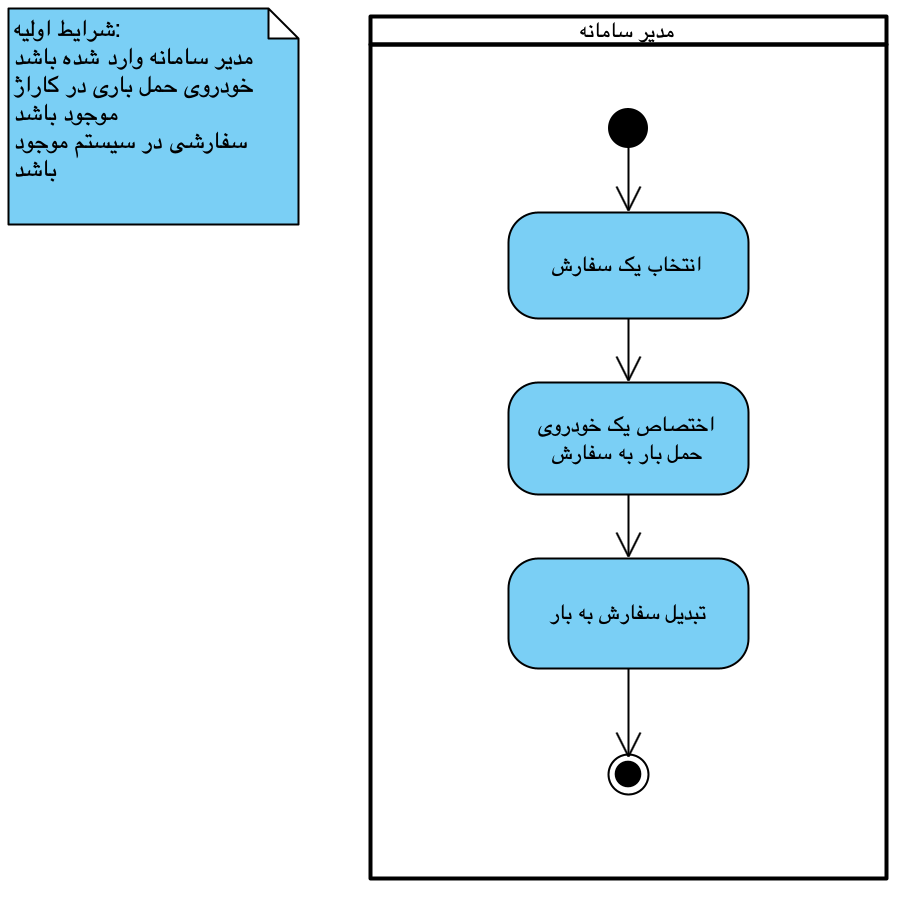 شرایط اولیه:
مدیر سامانه وارد شده باشد
خودروی حمل باری در کاراژ
موجود باشد
سفارشی در سیستم موجود
باشد
مدیر سامانه
انتخاب یک سفارش
اختصاص یک خودروی
حمل بار به سفارش
تبدیل سفارش به بار